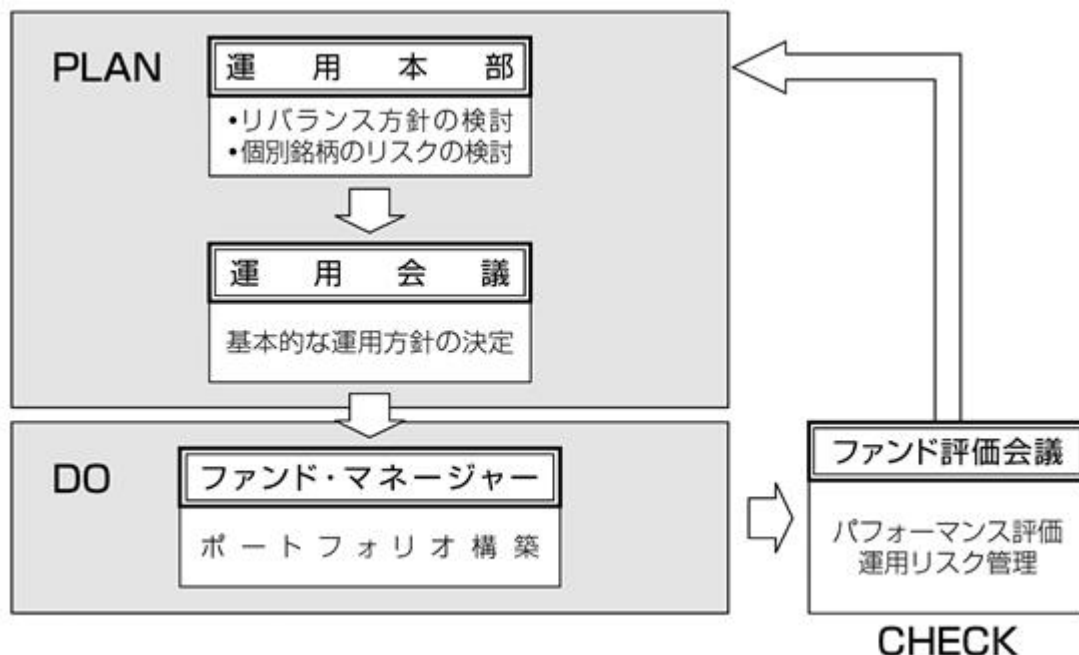 PLAN
運用本部
•リバランス方針の検討
•個別銘柄のリスクの検討
運用会議
基本的な運用方針の決定
DO
ファンド・マネージャー
ポートフォリオ構築
ファンド評価会議
パフォーマンス評価
運用リスク管理
CHECK